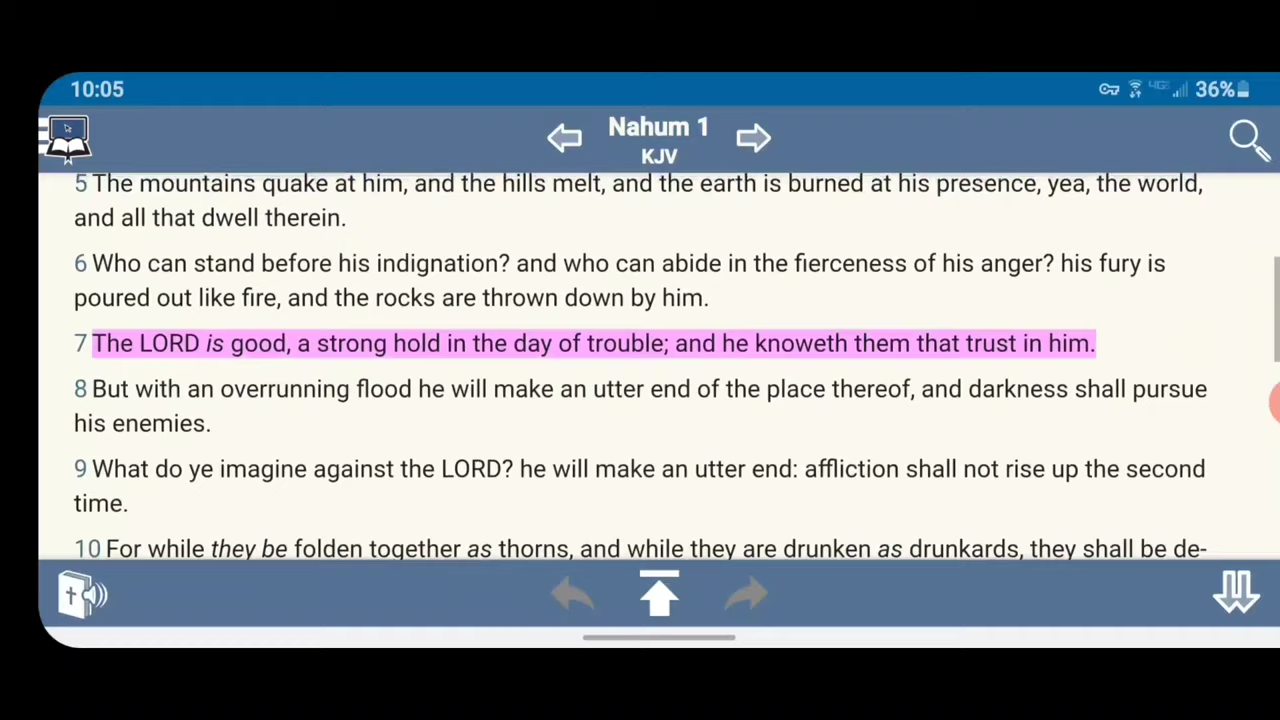 10:05
4GE 36%
Nahum 1
KJV
5 The mountains quake at him, and the hills melt, and the earth is burned at his presence, yea, the world,
and all that dwell therein.
6 Who can stand before his indignation? and who can abide in the fierceness of his anger? his fury is
poured out like fire, and the rocks are thrown down by him.
7 The LORD is good, a strong hold in the day of trouble; and he knoweth them that trust in him.
8 But with an overrunning flood he will make an utter end of the place thereof, and darkness shall pursue
his enemies.
9 What do ye imagine against the LORD? he will make an utter end: affliction shall not rise up the second
time.
10 For while they be folden together as thorns, and while they are drunken as drunkards, they shall be de-